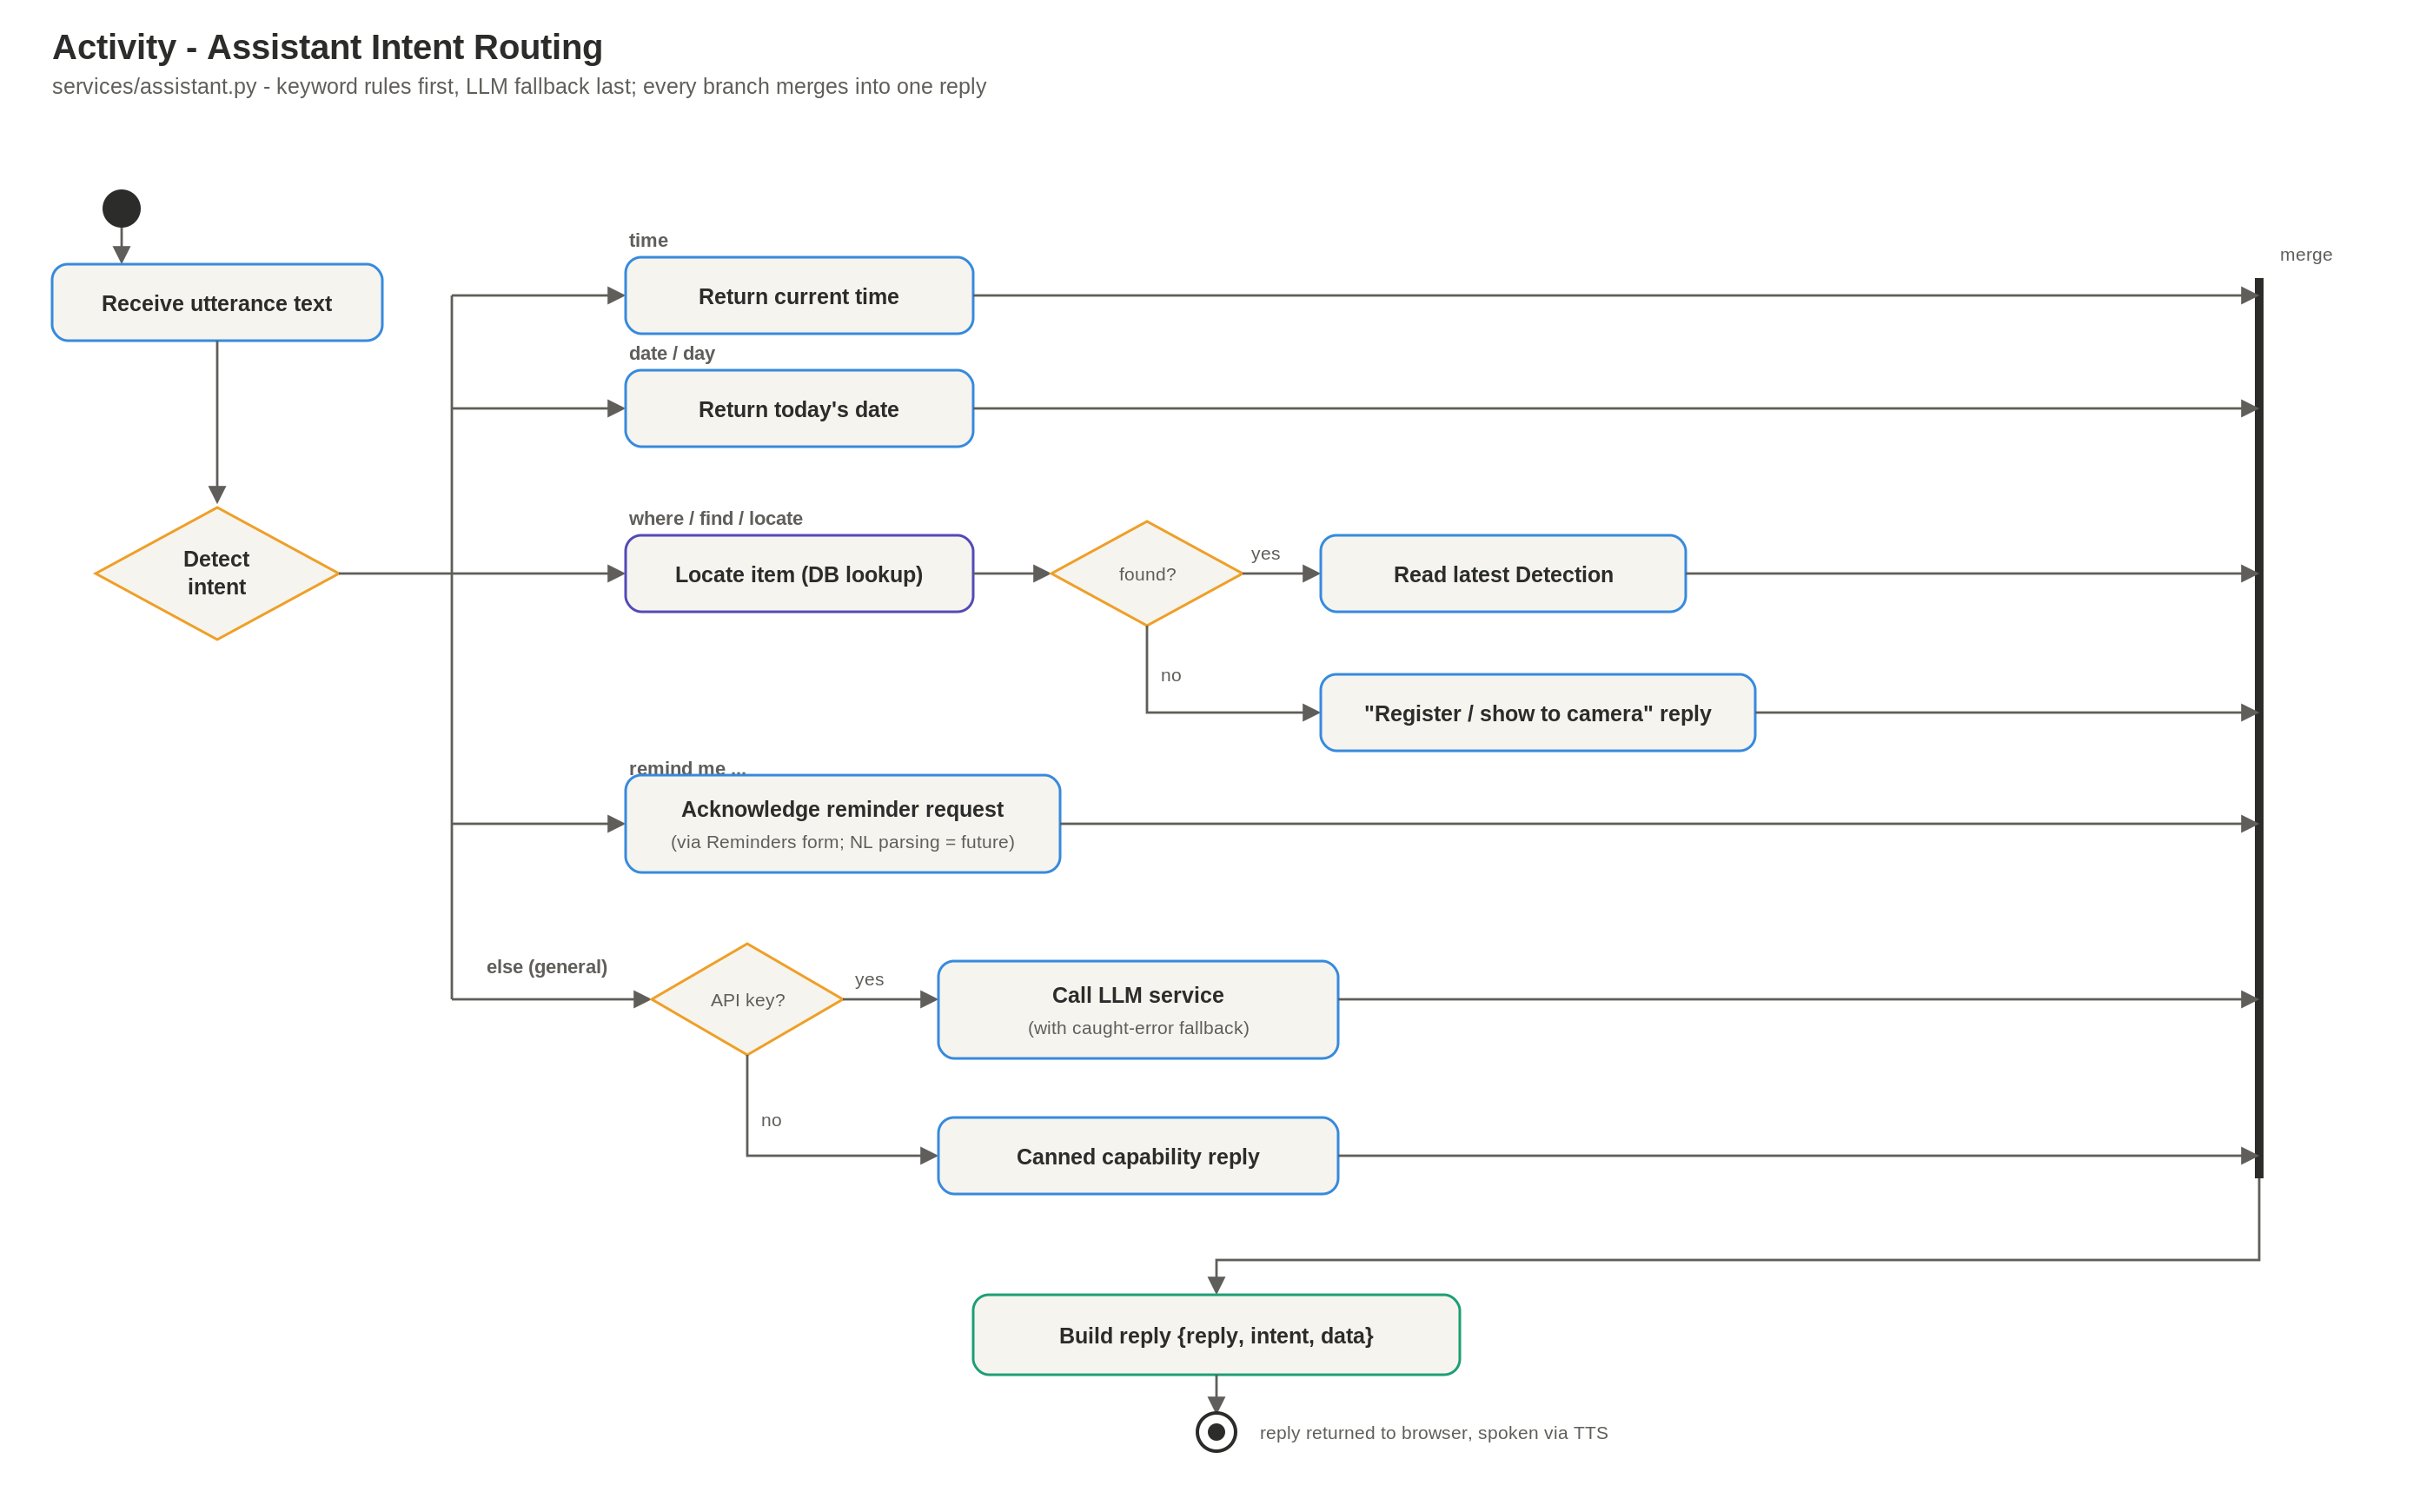 Activity - Assistant Intent Routing
services/assistant.py - keyword rules first, LLM fallback last; every branch merges into one reply
merge
Receive utterance text
time
Return current time
date / day
Return today's date
Detect
intent
where / find / locate
Locate item (DB lookup)
found?
yes
Read latest Detection
no
"Register / show to camera" reply
remind me ...
Acknowledge reminder request
(via Reminders form; NL parsing = future)
else (general)
API key?
yes
Call LLM service
(with caught-error fallback)
no
Canned capability reply
Build reply {reply, intent, data}
reply returned to browser, spoken via TTS